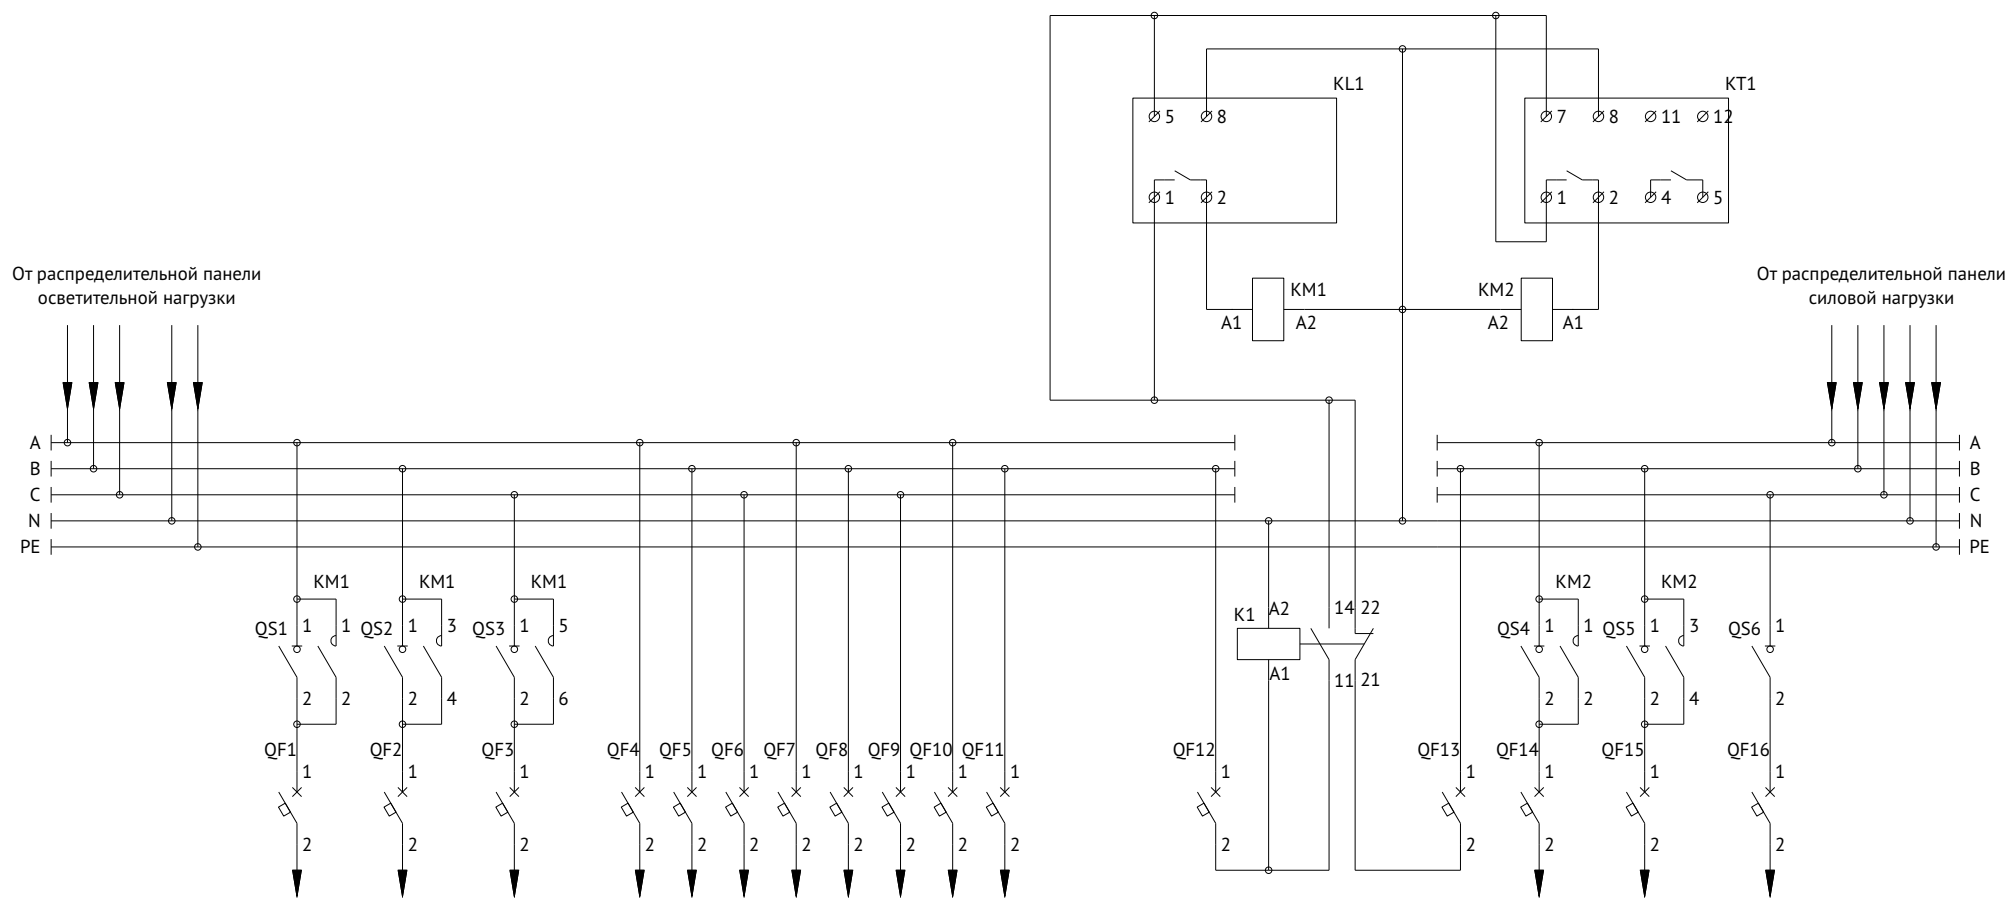 KL1
KT1
5 8
7 8 11 12
1 2
1 2 4 5
От распределительной панели
осветительной нагрузки
От распределительной панели
силовой нагрузки
KM1
KM2
A1 A2
A2 A1
A
B
C
N
PE
A
B
C
N
PE
KM1 KM1 KM1
KM2 KM2
QS1 1 1 QS2 1 3 QS3 1 5
K1 A2 14 22
QS4 1 1 QS5 1 3 QS6 1
A1 11 21
2 2 2 4 2 6
2 2 2 4 2
QF1 QF2 QF3 QF4 QF5 QF6 QF7 QF8 QF9 QF10 QF11 QF12 QF13 QF14 QF15 QF16
1 1 1 1 1 1 1 1 1 1 1 1 1 1 1 1
2 2 2 2 2 2 2 2 2 2 2 2 2 2 2 2